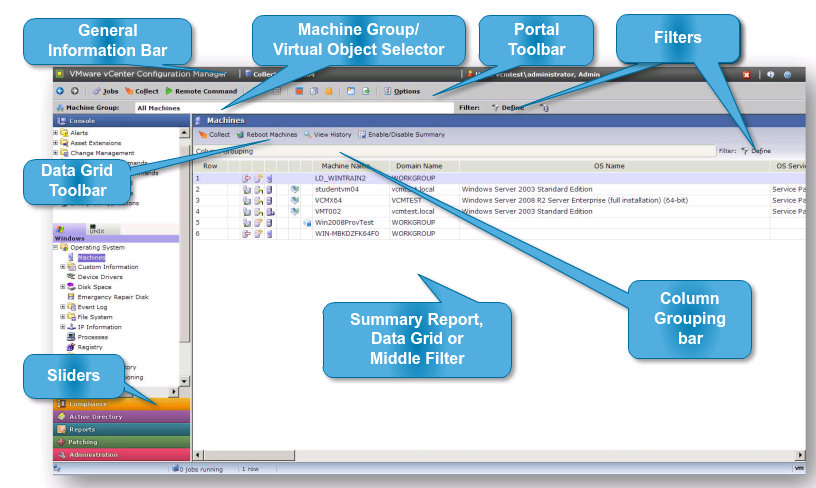 General
Information Bar
Machine Group/
Virtual Object Selector
Portal
Toolbar
Filters
VMware vCenter Configuration Manager
Collect
vcmtest\administrator, Admin
Jobs
Collect
Remote Command
Options
Machine Group:
All Machines
Filter:
Define
Console
Machines
Alerts
Asset Extensions
Change Management
Collect
Reboot Machines
View History
Enable/Disable Summary
Filter:
Define
Data Grid
Toolbar
Row
Machine Name
Domain Name
OS Name
OS Servi
1
LD_WINTRAIN2
WORKGROUP
2
studentvm04
vcmtest.local
Windows Server 2003 Standard Edition
Service Pa
3
VCMX64
VCMTEST
Windows Server 2008 R2 Server Enterprise (full installation) (64-bit)
Service Pa
4
VMT002
vcmtest.local
Windows Server 2003 Standard Edition
Service Pa
5
Win2008ProvTest
WORKGROUP
6
WIN-MBKDZFK64F0
WORKGROUP
UNIX
Windows
Operating System
Machines
Custom Information
Device Drivers
Disk Space
Emergency Repair Disk
Event Log
File System
IP Information
Processes
Registry
Summary Report,
Data Grid or
Middle Filter
Column
Grouping
bar
Sliders
Compliance
Active Directory
Reports
Patching
Administration
0 jobs running
1 row
vm